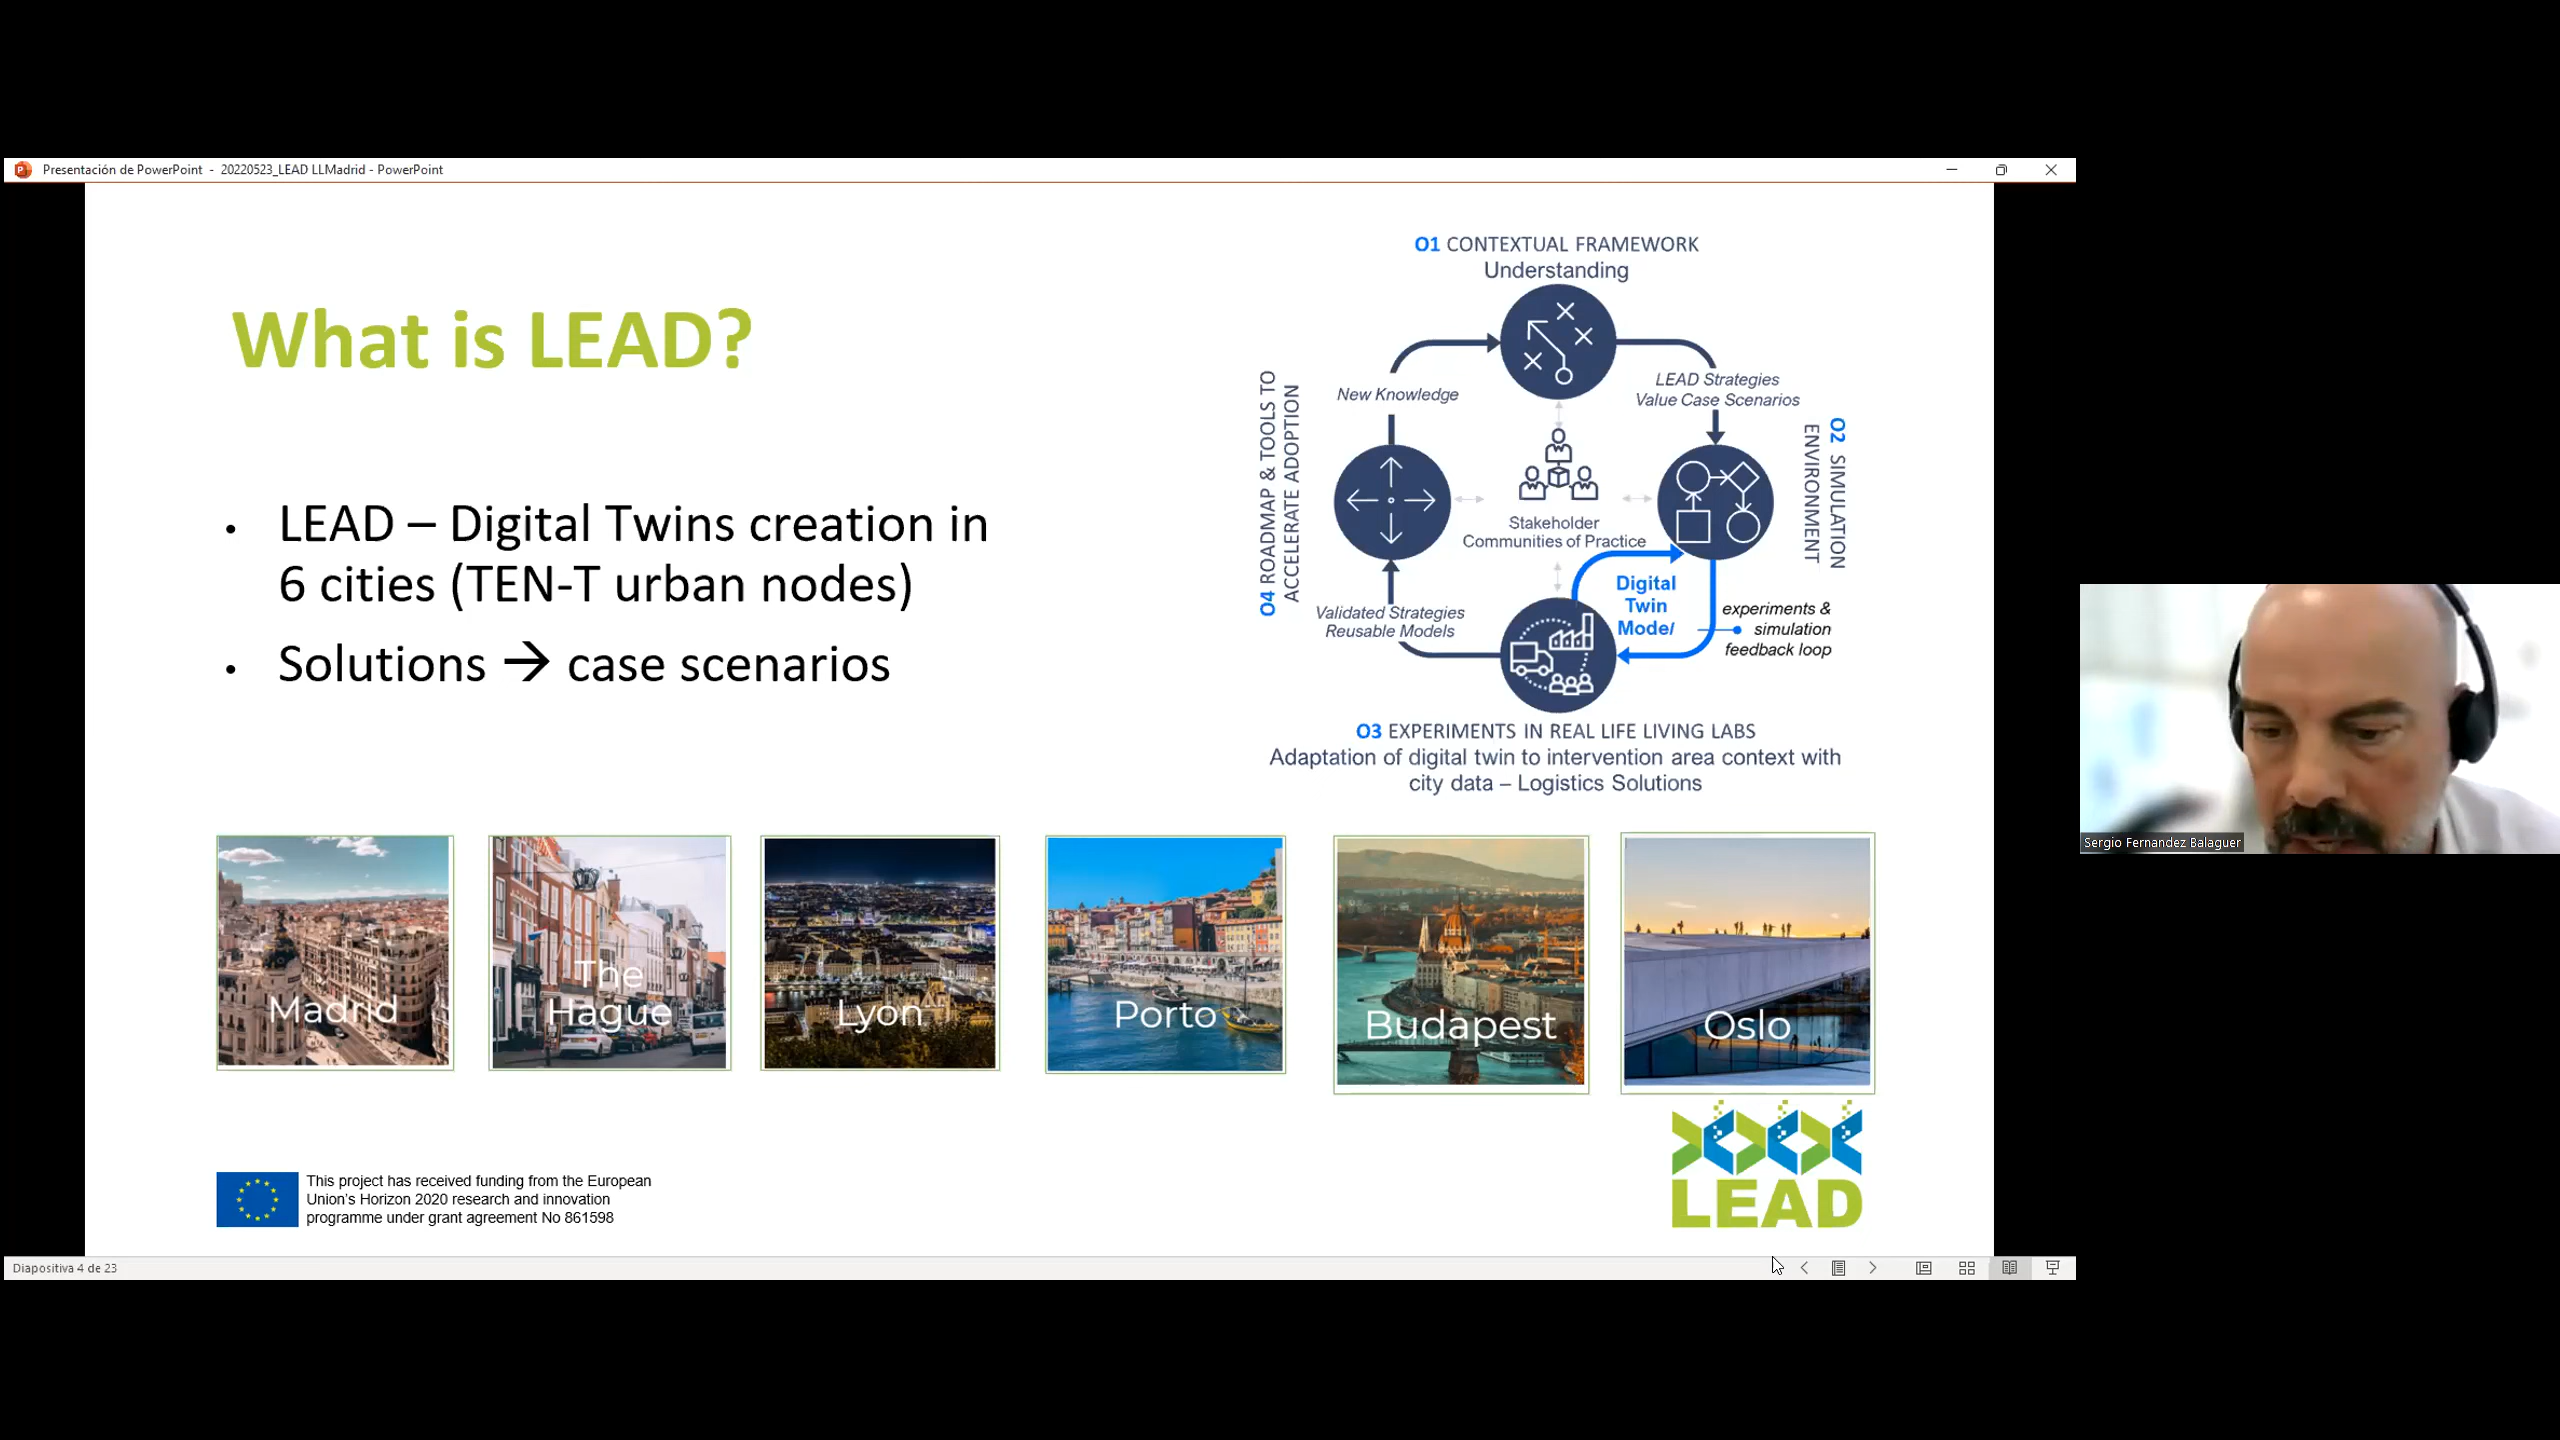 Presentación de PowerPoint - 20220523_LEAD LLMadrid - PowerPoint
What is LEAD?
• LEAD – Digital Twins creation in
6 cities (TEN-T urban nodes)
• Solutions → case scenarios
O1 CONTEXTUAL FRAMEWORK
Understanding
New Knowledge
LEAD Strategies
Value Case Scenarios
O2 SIMULATION
ENVIRONMENT
O4 ROADMAP & TOOLS TO
ACCELERATE ADOPTION
Stakeholder
Communities of Practice
Digital
Twin
Model
experiments &
simulation
feedback loop
Validated Strategies
Reusable Models
O3 EXPERIMENTS IN REAL LIFE LIVING LABS
Adaptation of digital twin to intervention area context with
city data – Logistics Solutions
Madrid
The
Hague
Lyon
Porto
Budapest
Oslo
This project has received funding from the European
Union's Horizon 2020 research and innovation
programme under grant agreement No 861598
LEAD
Diapositiva 4 de 23
Sergio Fernandez Balaguer